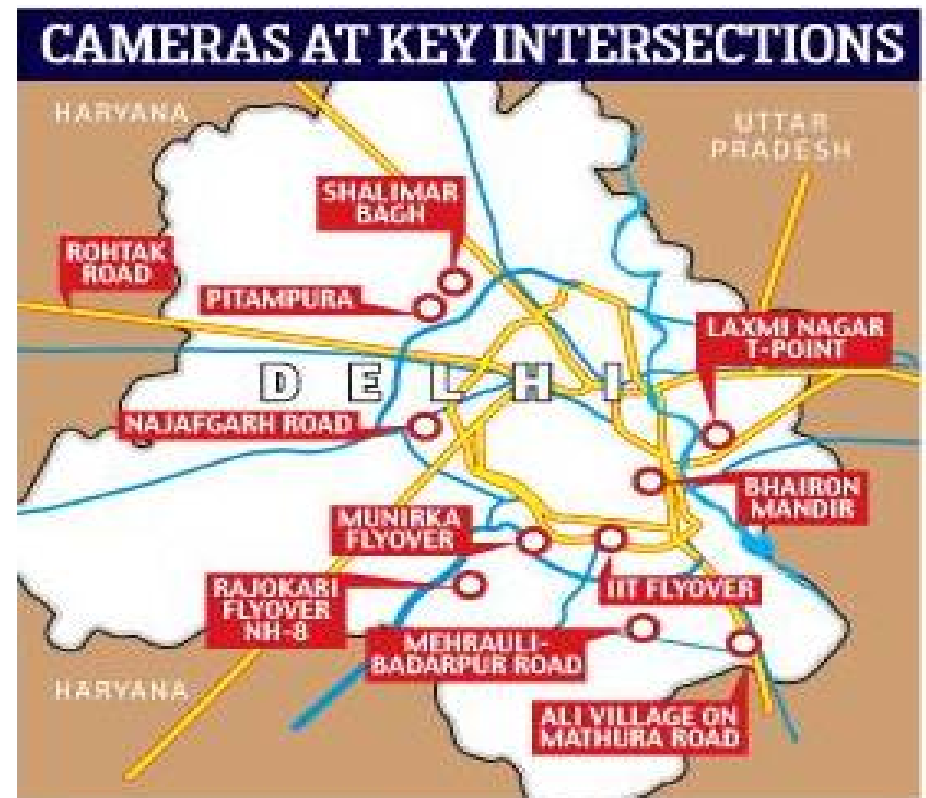 CAMERAS AT KEY INTERSECTIONS
HARYANA
UTTAR
PRADESH
SHALIMAR
BAGH
ROHTAK
ROAD
PITAMPURA
LAXMI NAGAR
T-POINT
DELHI
NAJAFGARH ROAD
BHAIRON
MANDIR
MUNIRKA
FLYOVER
RAJOKARI
FLYOVER
NH-8
IIT FLYOVER
MEHRAULI-
BADARPUR ROAD
HARYANA
ALI VILLAGE ON
MATHURA ROAD